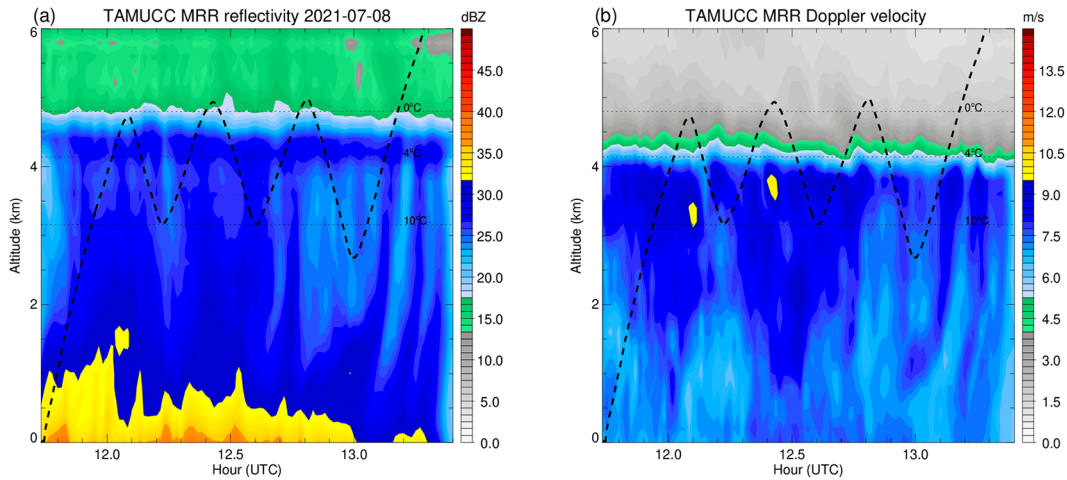 (a) TAMUCC MRR reflectivity 2021-07-08 dBZ
6
4
2
0
Altitude (km)
0°C
4°C
10°C
12.0 12.5 13.0
Hour (UTC)
45.0
40.0
35.0
30.0
25.0
20.0
15.0
10.0
5.0
0.0
(b) TAMUCC MRR Doppler velocity m/s
6
4
2
0
Altitude (km)
0°C
4°C
10°C
12.0 12.5 13.0
Hour (UTC)
13.5
12.0
10.5
9.0
7.5
6.0
4.5
3.0
1.5
0.0